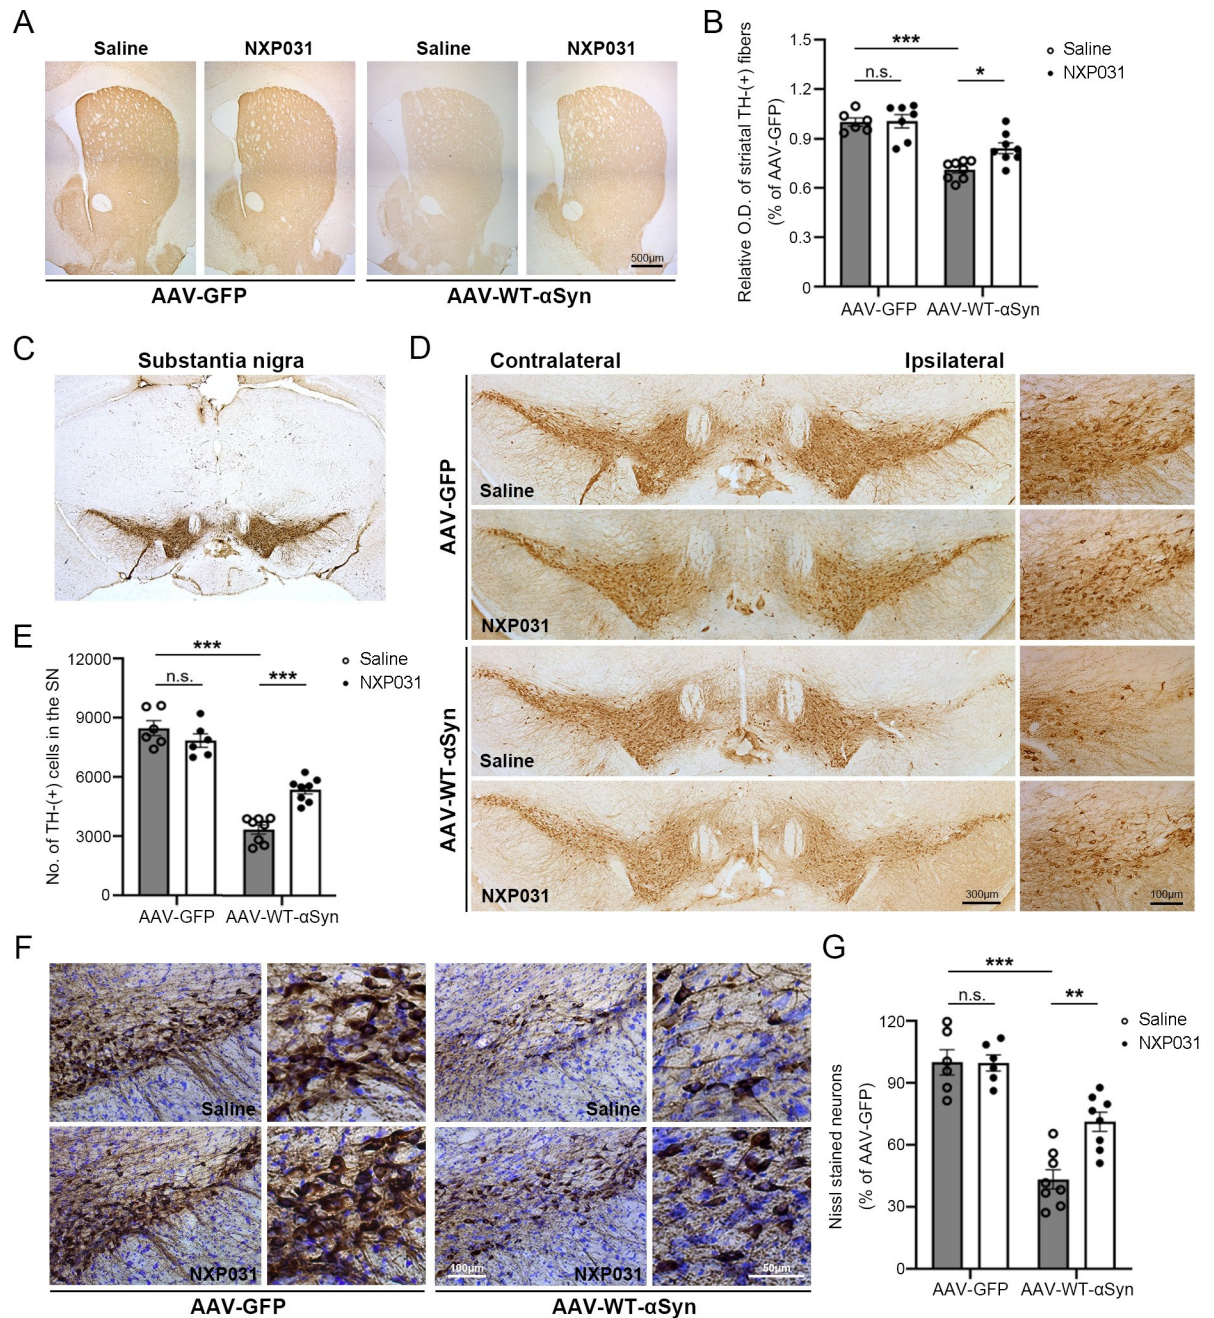 A
Saline
NXP031
Saline
NXP031
500µm
AAV-GFP
AAV-WT-αSyn
B
Relative O.D. of striatal TH-(+) fibers
(% of AAV-GFP)
1.5
1.2
0.9
0.6
0.3
0
***
n.s.
*
Saline
NXP031
AAV-GFP
AAV-WT-αSyn
C
Substantia nigra
D
Contralateral
Ipsilateral
AAV-GFP
Saline
NXP031
AAV-WT-αSyn
Saline
NXP031
300µm
100µm
E
No. of TH-(+) cells in the SN
12000
9000
6000
3000
0
***
n.s.
***
Saline
NXP031
AAV-GFP
AAV-WT-αSyn
F
Saline
Saline
NXP031
100µm
NXP031
50µm
AAV-GFP
AAV-WT-αSyn
G
Nissl stained neurons
(% of AAV-GFP)
120
90
60
30
0
***
n.s.
**
Saline
NXP031
AAV-GFP
AAV-WT-αSyn